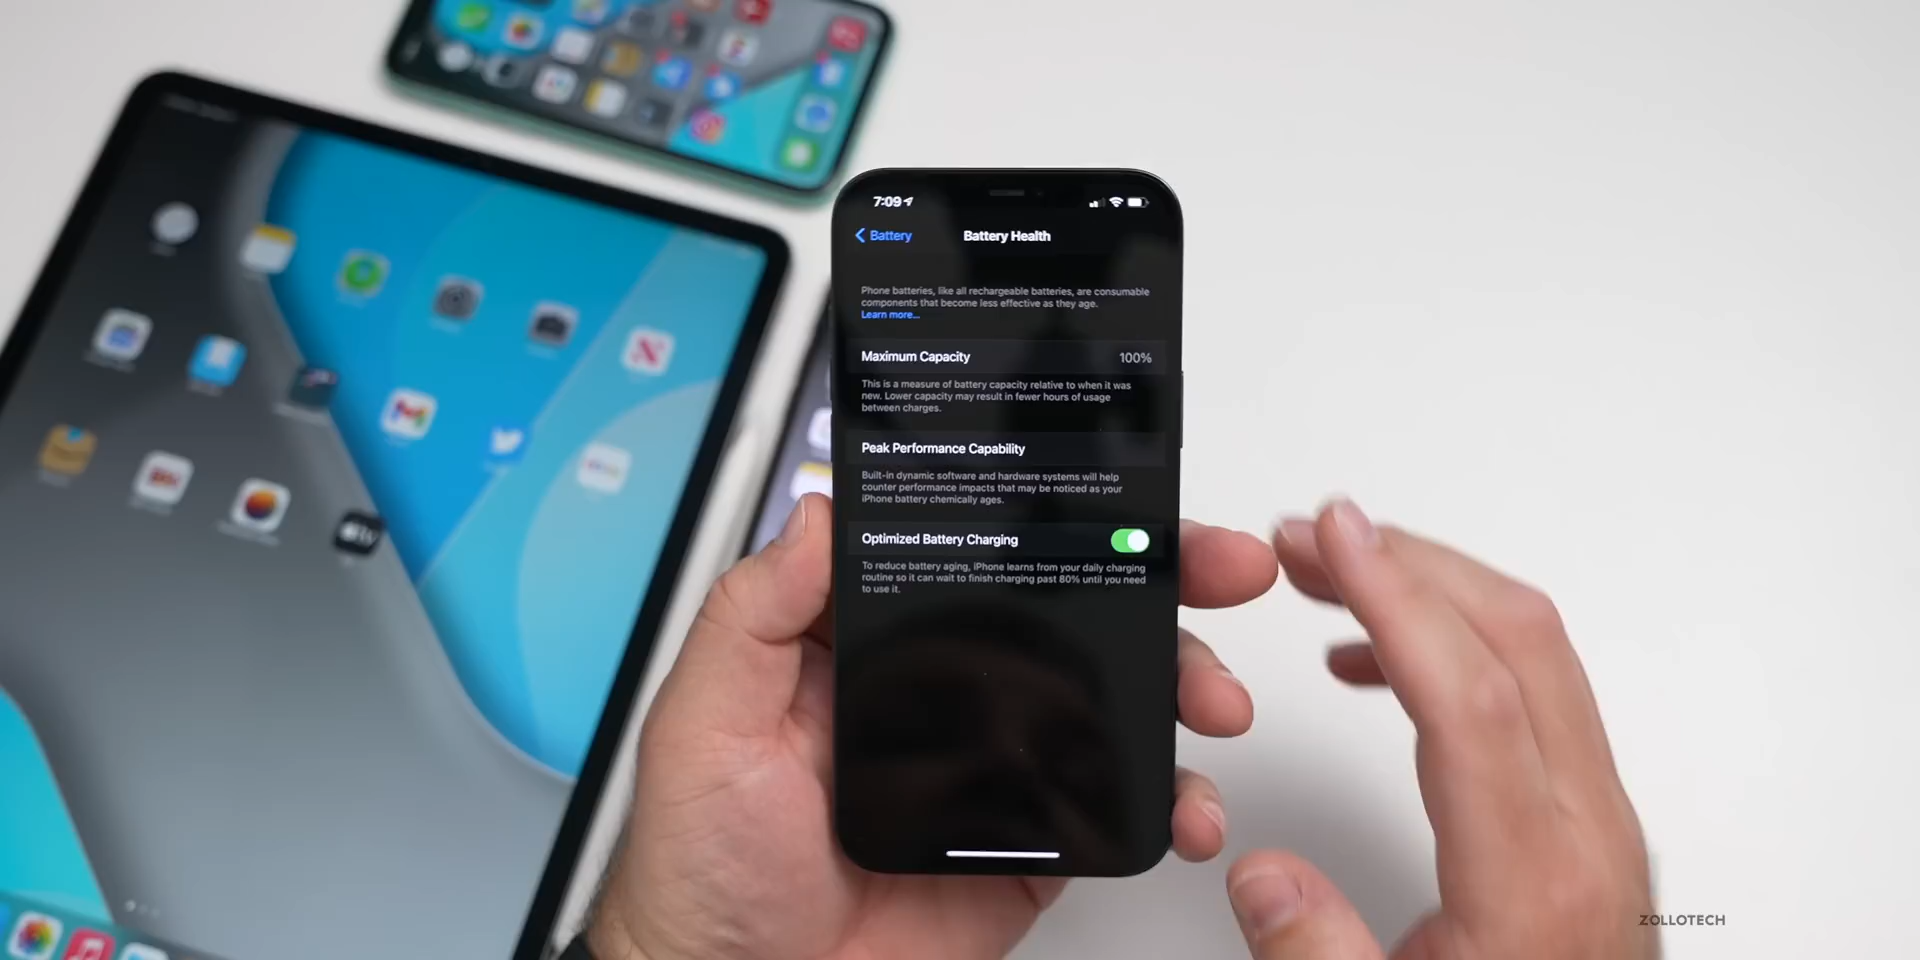 7:09
Battery
Battery Health
Phone batteries, like all rechargeable batteries, are consumable
components that become less effective as they age.
Learn more...
Maximum Capacity 100%
This is a measure of battery capacity relative to when it was
new. Lower capacity may result in fewer hours of usage
between charges.
Peak Performance Capability
Built-in dynamic software and hardware systems will help
counter performance impacts that may be noticed as your
iPhone battery chemically ages.
Optimized Battery Charging
To reduce battery aging, iPhone learns from your daily charging
routine so it can wait to finish charging past 80% until you need
to use it.
ZOLLOTECH